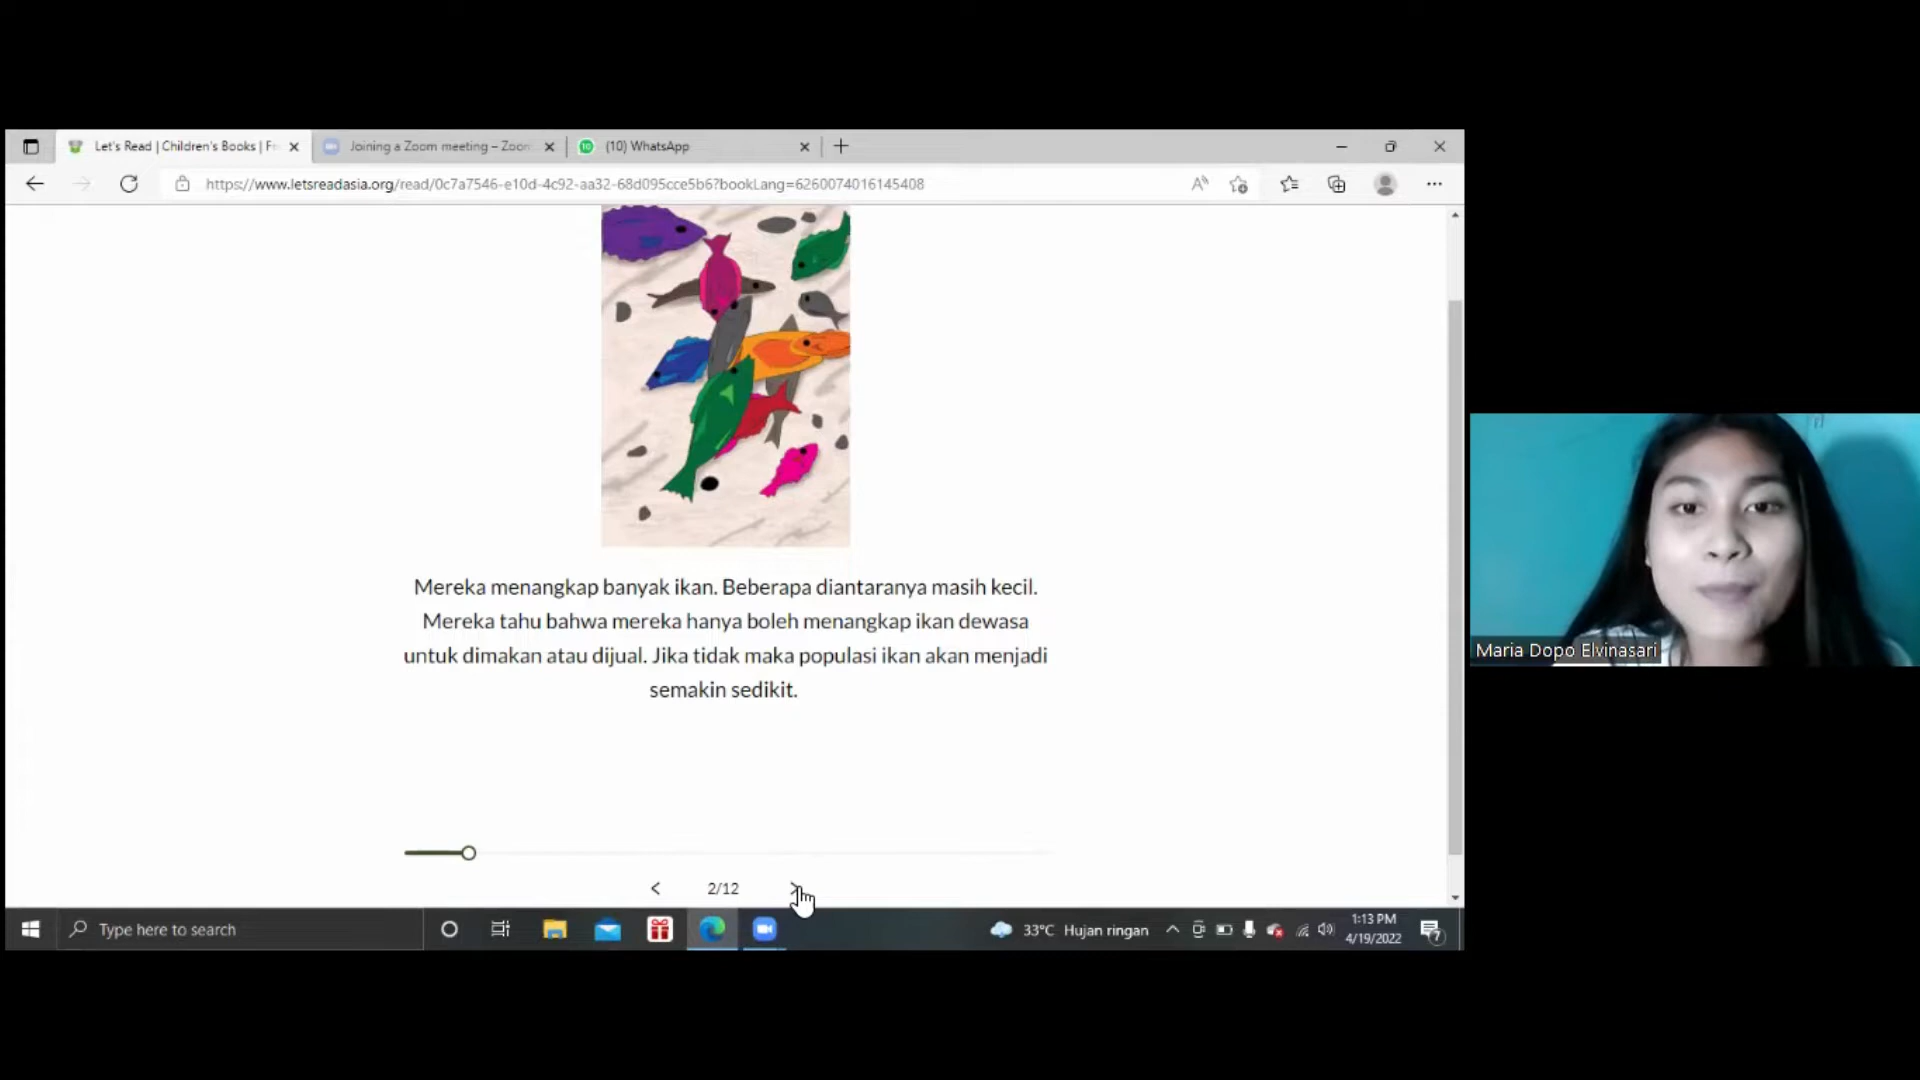 Let's Read | Children's Books | Fr
Joining a Zoom meeting – Zoom
(10) WhatsApp
https://www.letsreadasia.org/read/0c7a7546-e10d-4c92-aa32-68d095cce5b6?bookLang=6260074016145408
Mereka menangkap banyak ikan. Beberapa diantaranya masih kecil.
Mereka tahu bahwa mereka hanya boleh menangkap ikan dewasa
untuk dimakan atau dijual. Jika tidak maka populasi ikan akan menjadi
semakin sedikit.
Maria Dopo Elvinasari
2/12
Type here to search
33°C Hujan ringan
1:13 PM
4/19/2022
7